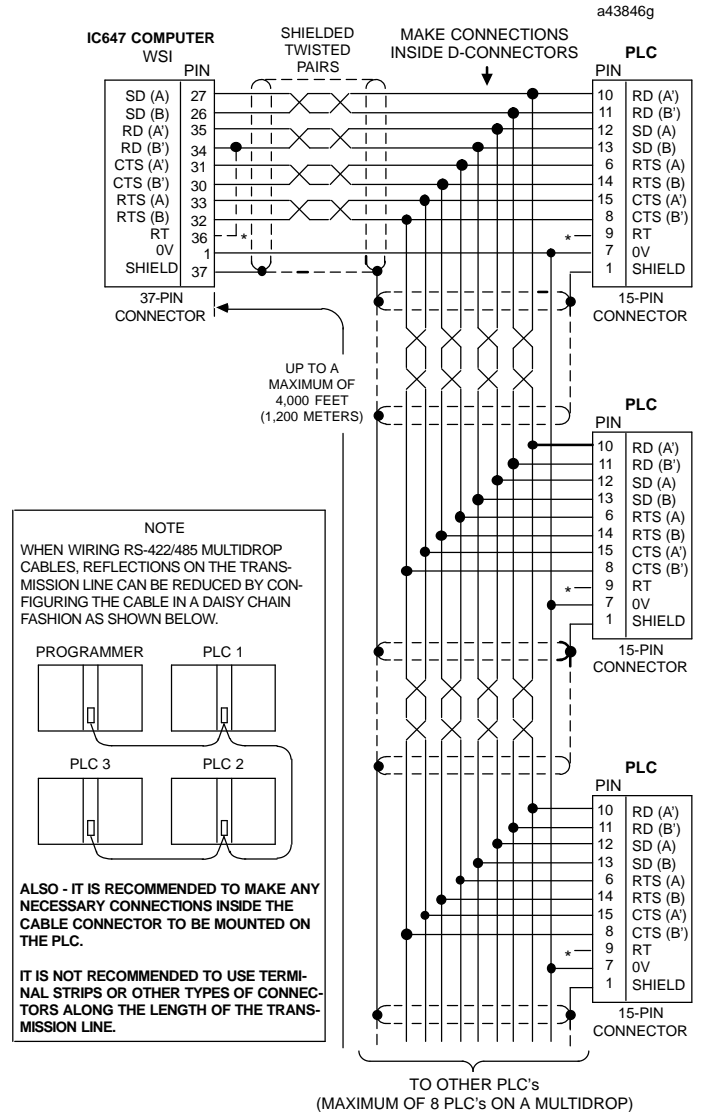 a43846g
IC647 COMPUTER
WSI
PIN
SD (A) 27
SD (B) 26
RD (A') 35
RD (B') 34
CTS (A') 31
CTS (B') 30
RTS (A) 33
RTS (B) 32
RT 36 *
0V 1
SHIELD 37
37-PIN
CONNECTOR
SHIELDED
TWISTED
PAIRS
MAKE CONNECTIONS
INSIDE D-CONNECTORS
PLC
PIN
10 RD (A')
11 RD (B')
12 SD (A)
13 SD (B)
6 RTS (A)
14 RTS (B)
15 CTS (A')
8 CTS (B')
* 9 RT
7 0V
1 SHIELD
15-PIN
CONNECTOR
UP TO A
MAXIMUM OF
4,000 FEET
(1,200 METERS)
PLC
PIN
10 RD (A')
11 RD (B')
12 SD (A)
13 SD (B)
6 RTS (A)
14 RTS (B)
15 CTS (A')
8 CTS (B')
* 9 RT
7 0V
1 SHIELD
15-PIN
CONNECTOR
NOTE
WHEN WIRING RS-422/485 MULTIDROP
CABLES, REFLECTIONS ON THE TRANS-
MISSION LINE CAN BE REDUCED BY CON-
FIGURING THE CABLE IN A DAISY CHAIN
FASHION AS SHOWN BELOW.
PROGRAMMER PLC 1
PLC 3 PLC 2
ALSO - IT IS RECOMMENDED TO MAKE ANY
NECESSARY CONNECTIONS INSIDE THE
CABLE CONNECTOR TO BE MOUNTED ON
THE PLC.
IT IS NOT RECOMMENDED TO USE TERMI-
NAL STRIPS OR OTHER TYPES OF CONNEC-
TORS ALONG THE LENGTH OF THE TRANS-
MISSION LINE.
PLC
PIN
10 RD (A')
11 RD (B')
12 SD (A)
13 SD (B)
6 RTS (A)
14 RTS (B)
15 CTS (A')
8 CTS (B')
* 9 RT
7 0V
1 SHIELD
15-PIN
CONNECTOR
TO OTHER PLC's
(MAXIMUM OF 8 PLC's ON A MULTIDROP)